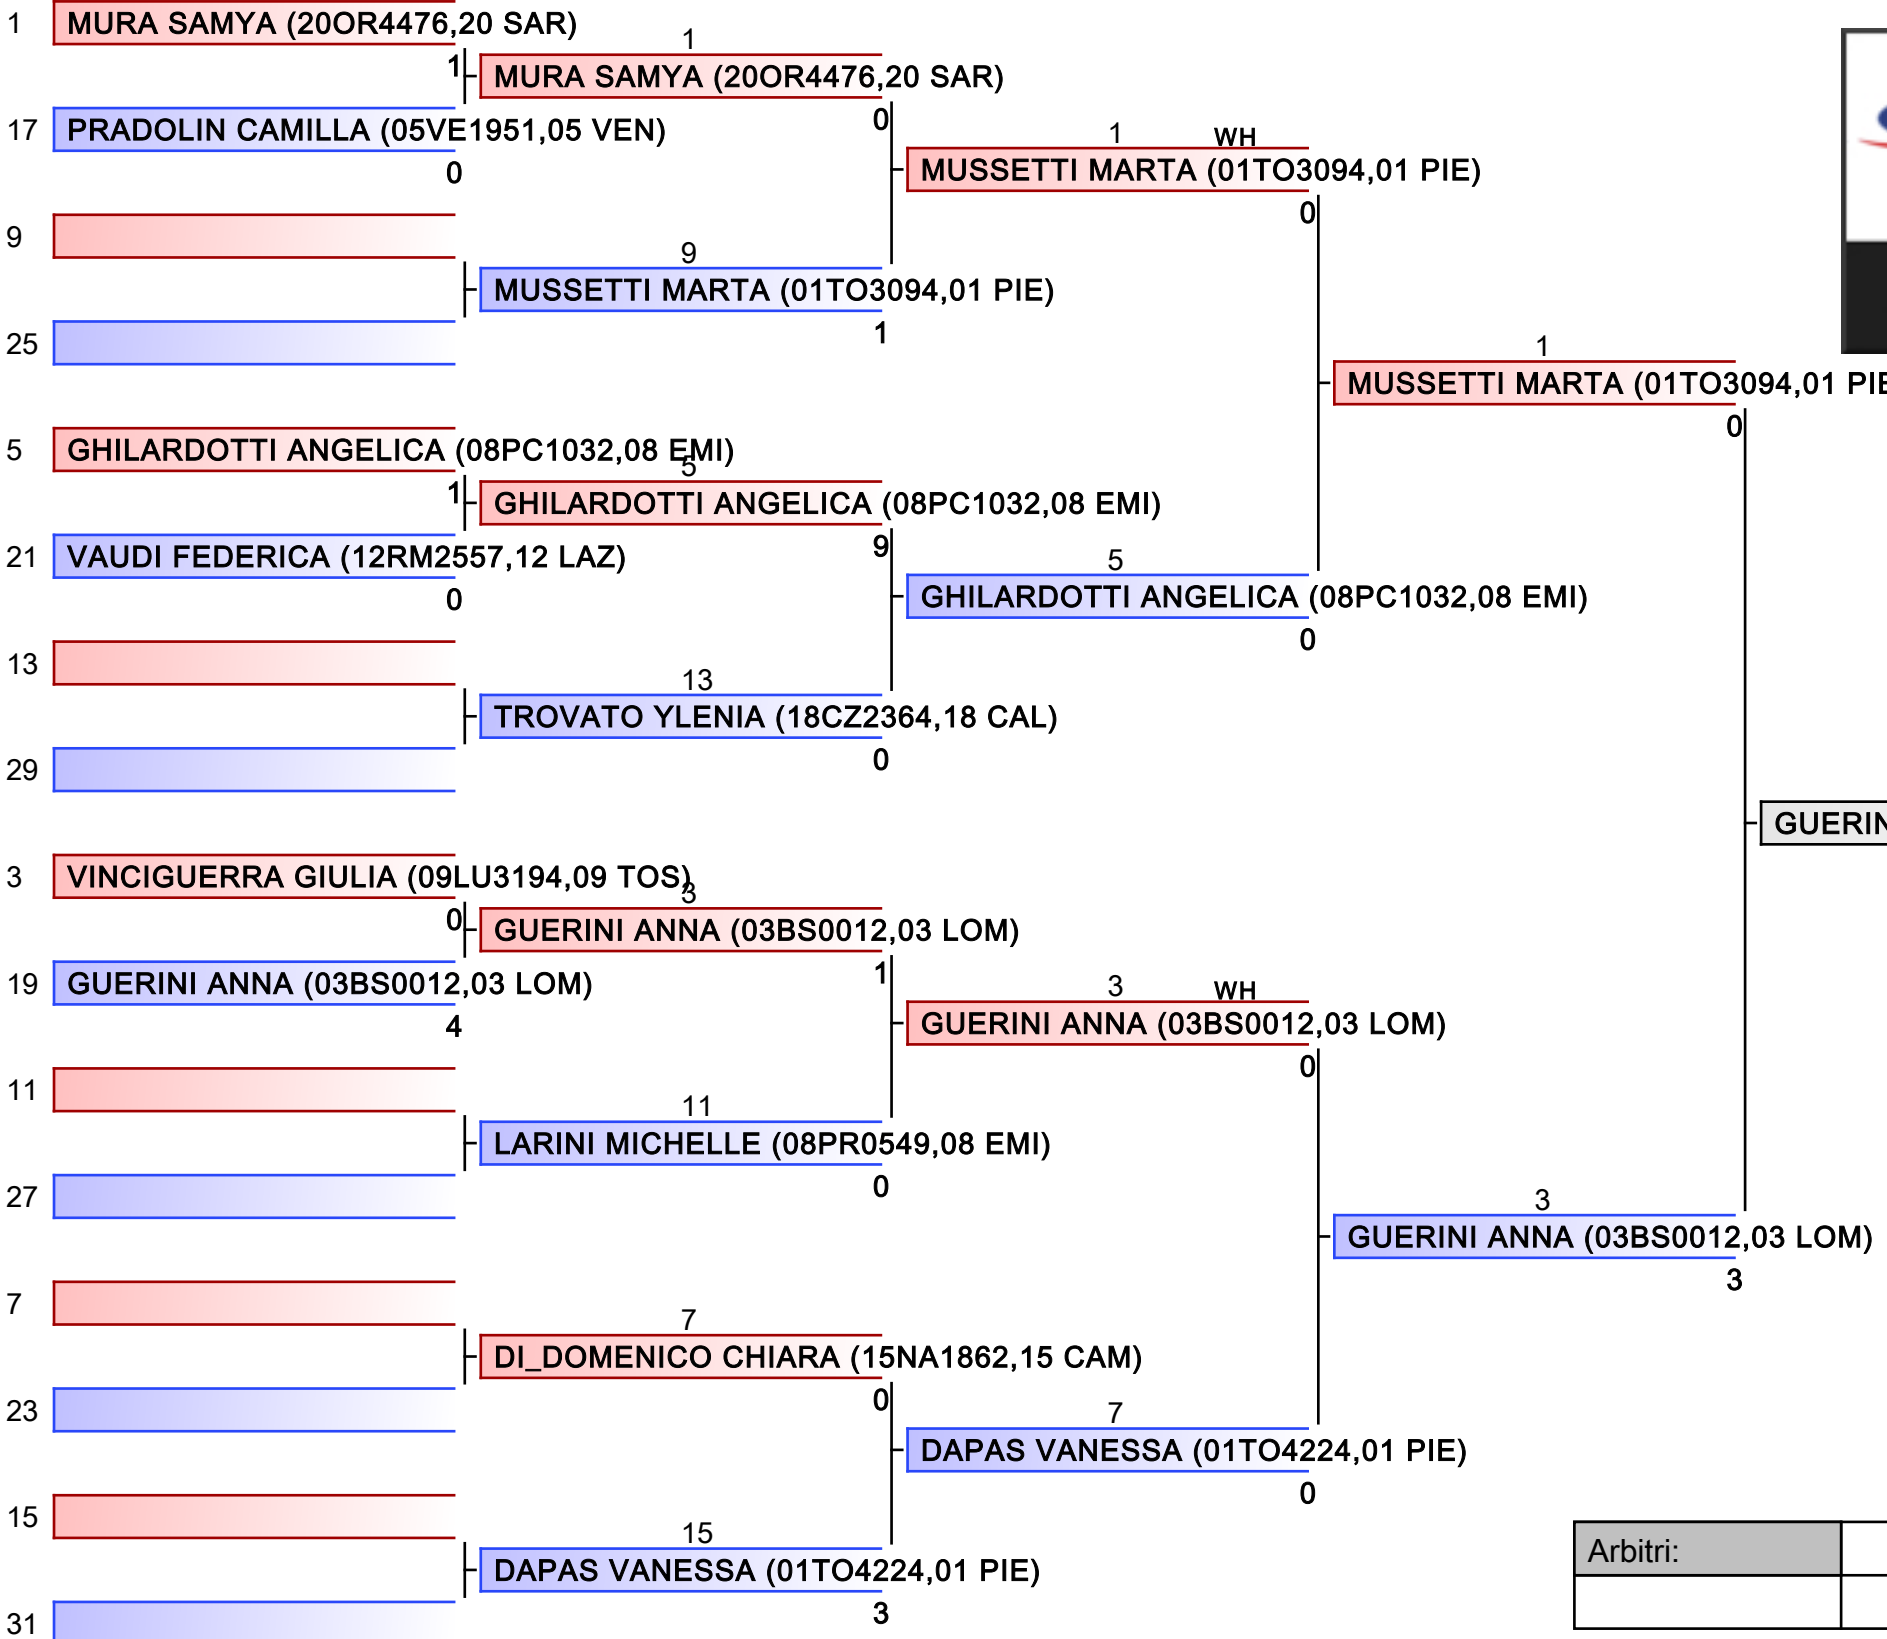 1 MURA SAMYA (20OR4476,20 SAR)
1
1 MURA SAMYA (20OR4476,20 SAR)
0
17 PRADOLIN CAMILLA (05VE1951,05 VEN)
0
1 WH
MUSSETTI MARTA (01TO3094,01 PIE)
0
9
9
MUSSETTI MARTA (01TO3094,01 PIE)
1
25
1
MUSSETTI MARTA (01TO3094,01 PIE
0
5 GHILARDOTTI ANGELICA (08PC1032,08 EMI)
5
1 GHILARDOTTI ANGELICA (08PC1032,08 EMI)
9
21 VAUDI FEDERICA (12RM2557,12 LAZ)
0
5
GHILARDOTTI ANGELICA (08PC1032,08 EMI)
0
13
13
TROVATO YLENIA (18CZ2364,18 CAL)
0
29
GUERIN
3 VINCIGUERRA GIULIA (09LU3194,09 TOS)
3
0 GUERINI ANNA (03BS0012,03 LOM)
1
19 GUERINI ANNA (03BS0012,03 LOM)
4
3 WH
GUERINI ANNA (03BS0012,03 LOM)
0
11
11
LARINI MICHELLE (08PR0549,08 EMI)
0
27
3
GUERINI ANNA (03BS0012,03 LOM)
3
7
7
DI_DOMENICO CHIARA (15NA1862,15 CAM)
0
23
7
DAPAS VANESSA (01TO4224,01 PIE)
0
15
15
DAPAS VANESSA (01TO4224,01 PIE)
3
31
Arbitri: